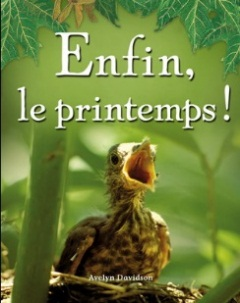 Enfin,
le printemps !
Avelyn Davidson